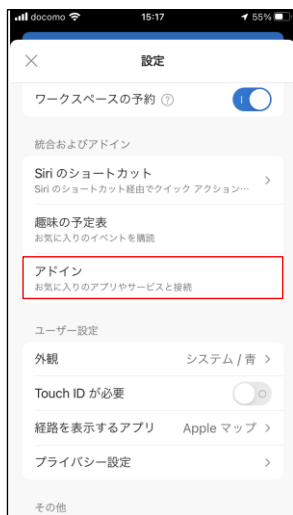 docomo 15:17 55%
設定
ワークスペースの予約 ?
統合およびアドイン
Siri のショートカット
Siri のショートカット経由でクイック アクション…
趣味の予定表
お気に入りのイベントを購読
アドイン
お気に入りのアプリやサービスと接続
ユーザー設定
外観 システム / 青
Touch ID が必要
経路を表示するアプリ Apple マップ
プライバシー設定
その他